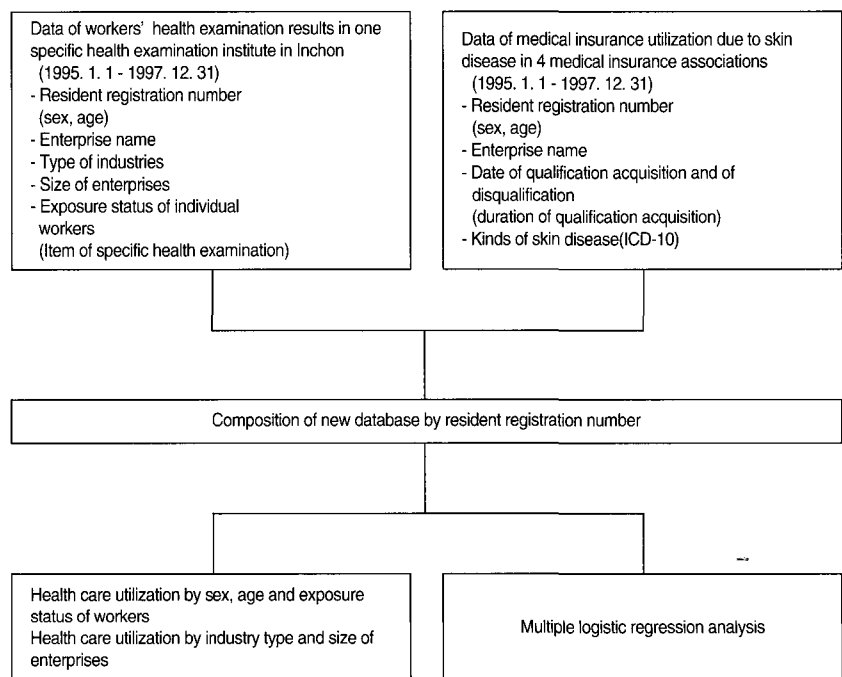 Data of workers' health examination results in one
specific health examination institute in Inchon
(1995. 1. 1 - 1997. 12. 31)
- Resident registration number
(sex, age)
- Enterprise name
- Type of industries
- Size of enterprises
- Exposure status of individual
workers
(Item of specific health examination)
Data of medical insurance utilization due to skin
disease in 4 medical insurance associations
(1995. 1. 1 - 1997. 12. 31)
- Resident registration number
(sex, age)
- Enterprise name
- Date of qualification acquisition and of
disqualification
(duration of qualification acquisition)
- Kinds of skin disease(ICD-10)
Composition of new database by resident registration number
Health care utilization by sex, age and exposure
status of workers
Health care utilization by industry type and size of
enterprises
Multiple logistic regression analysis